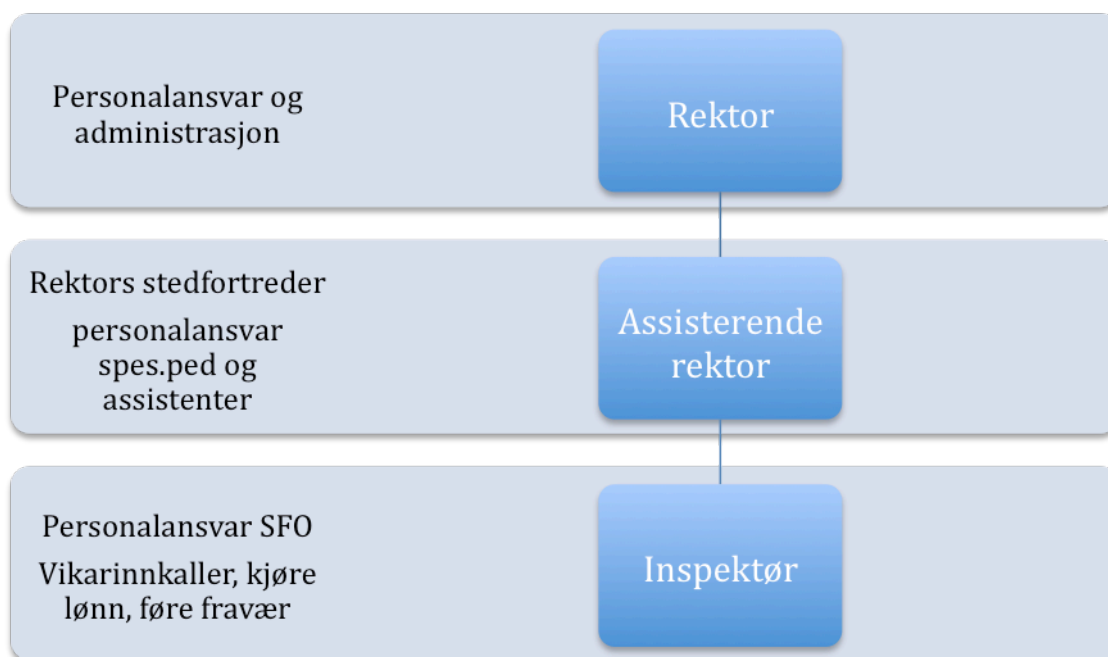 Personalansvar og
administrasjon
Rektor
Rektors stedfortreder
personalansvar
spes.ped og
assistenter
Assisterende
rektor
Personalansvar SFO
Vikarinnkaller, kjøre
lønn, føre fravær
Inspektør